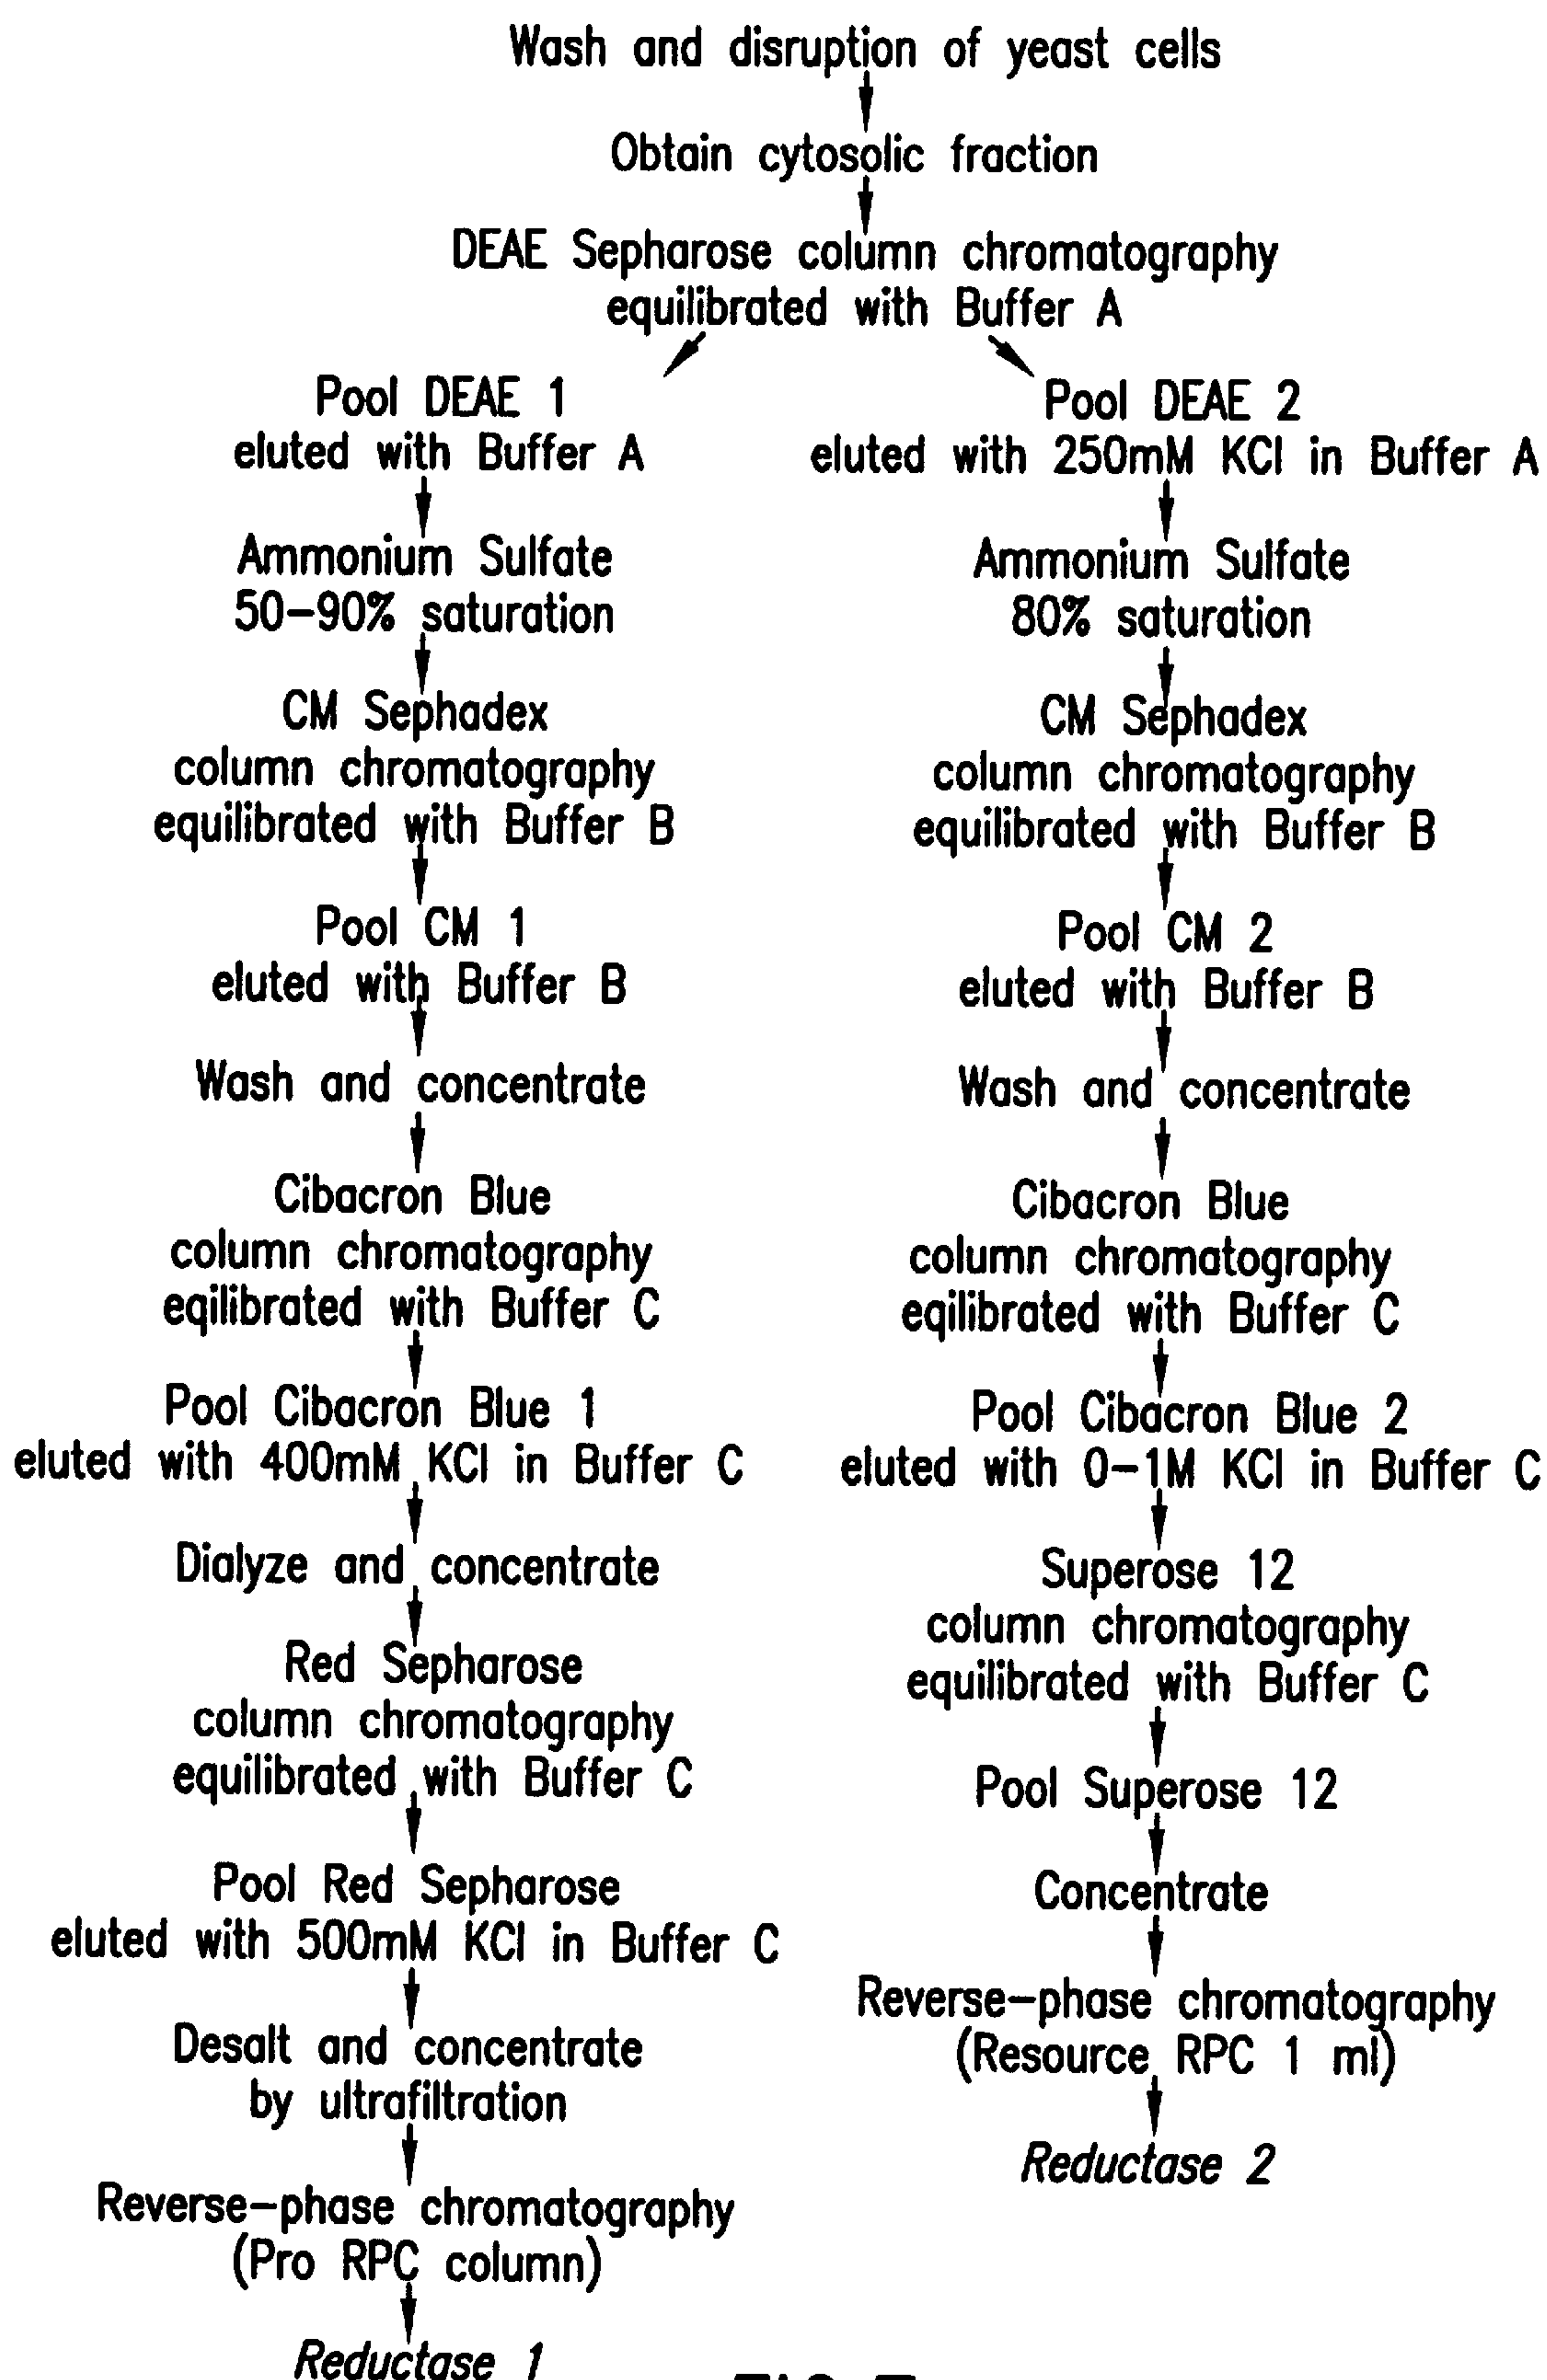 Wash and disruption of yeast cells
Obtain cytosolic fraction
DEAE Sepharose column chromatography
equilibrated with Buffer A
Pool DEAE 1
eluted with Buffer A
Ammonium Sulfate
50-90% saturation
CM Sephadex
column chromatography
equilibrated with Buffer B
Pool CM 1
eluted with Buffer B
Wash and concentrate
Cibacron Blue
column chromatography
eqilibrated with Buffer C
Pool Cibacron Blue 1
eluted with 400mM KCl in Buffer C
Dialyze and concentrate
Red Sepharose
column chromatography
equilibrated with Buffer C
Pool Red Sepharose
eluted with 500mM KCl in Buffer C
Desalt and concentrate
by ultrafiltration
Reverse-phase chromatography
(Pro RPC column)
Reductase 1
Pool DEAE 2
eluted with 250mM KCl in Buffer A
Ammonium Sulfate
80% saturation
CM Sephadex
column chromatography
equilibrated with Buffer B
Pool CM 2
eluted with Buffer B
Wash and concentrate
Cibacron Blue
column chromatography
eqilibrated with Buffer C
Pool Cibacron Blue 2
eluted with 0-1M KCl in Buffer C
Superose 12
column chromatography
equilibrated with Buffer C
Pool Superose 12
Concentrate
Reverse-phase chromatography
(Resource RPC 1 ml)
Reductase 2